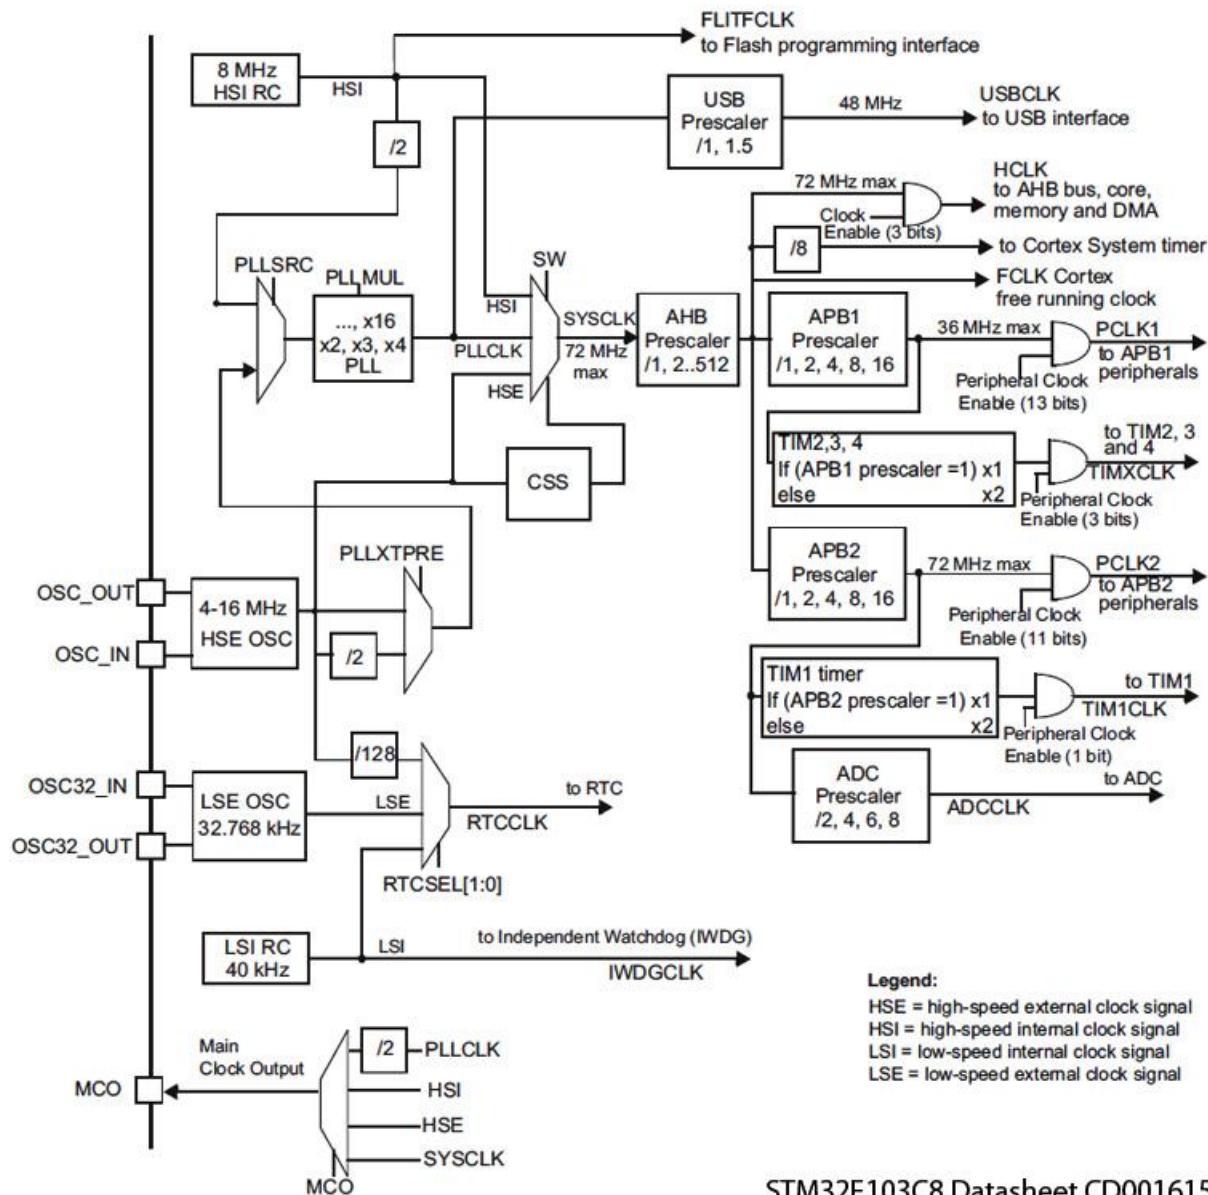 FLITFCLK
to Flash programming interface
8 MHz
HSI RC
HSI
/2
USB
Prescaler
/1, 1.5
48 MHz
USBCLK
to USB interface
72 MHz max
Clock
Enable (3 bits)
HCLK
to AHB bus, core,
memory and DMA
/8
to Cortex System timer
FCLK Cortex
free running clock
PLLSRC
PLLMUL
..., x16
x2, x3, x4
PLL
SW
HSI
PLLCLK
HSE
SYSCLK
72 MHz
max
AHB
Prescaler
/1, 2..512
APB1
Prescaler
/1, 2, 4, 8, 16
36 MHz max
PCLK1
to APB1
peripherals
Peripheral Clock
Enable (13 bits)
TIM2,3, 4
If (APB1 prescaler =1) x1
else x2
to TIM2, 3
and 4
TIMXCLK
Peripheral Clock
Enable (3 bits)
CSS
PLLXTPRE
OSC_OUT
OSC_IN
4-16 MHz
HSE OSC
/2
APB2
Prescaler
/1, 2, 4, 8, 16
72 MHz max
PCLK2
to APB2
peripherals
Peripheral Clock
Enable (11 bits)
TIM1 timer
If (APB2 prescaler =1) x1
else x2
to TIM1
TIM1CLK
Peripheral Clock
Enable (1 bit)
ADC
Prescaler
/2, 4, 6, 8
to ADC
ADCCLK
/128
OSC32_IN
OSC32_OUT
LSE OSC
32.768 kHz
LSE
to RTC
RTCCLK
RTCSEL[1:0]
LSI RC
40 kHz
LSI
to Independent Watchdog (IWDG)
IWDGCLK
Legend:
HSE = high-speed external clock signal
HSI = high-speed internal clock signal
LSI = low-speed internal clock signal
LSE = low-speed external clock signal
Main
Clock Output
MCO
/2
PLLCLK
HSI
HSE
SYSCLK
MCO
STM32F103C8 Datasheet CD001615